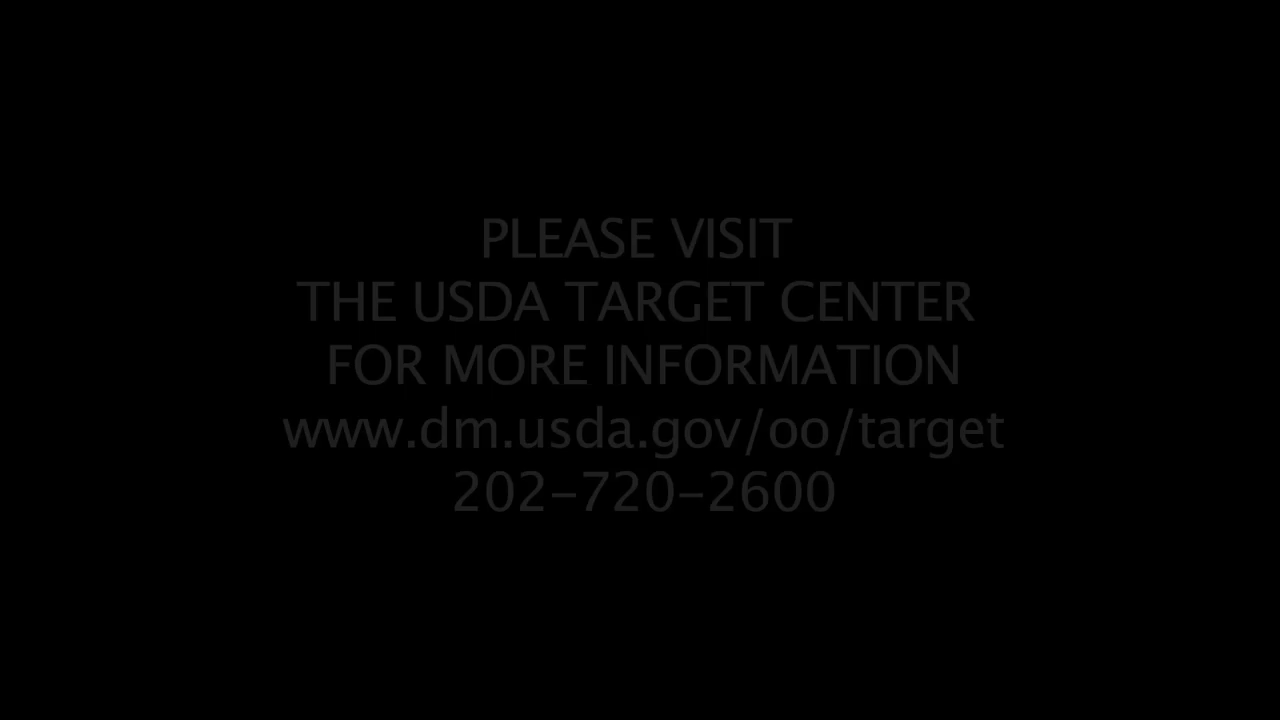 PLEASE VISIT
THE USDA TARGET CENTER
FOR MORE INFORMATION
www.dm.usda.gov/oo/target
202-720-2600